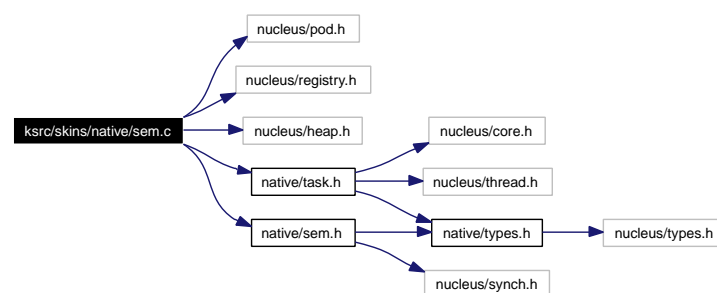 nucleus/pod.h
nucleus/registry.h
ksrc/skins/native/sem.c
nucleus/heap.h
nucleus/core.h
native/task.h
nucleus/thread.h
native/sem.h
native/types.h
nucleus/types.h
nucleus/synch.h